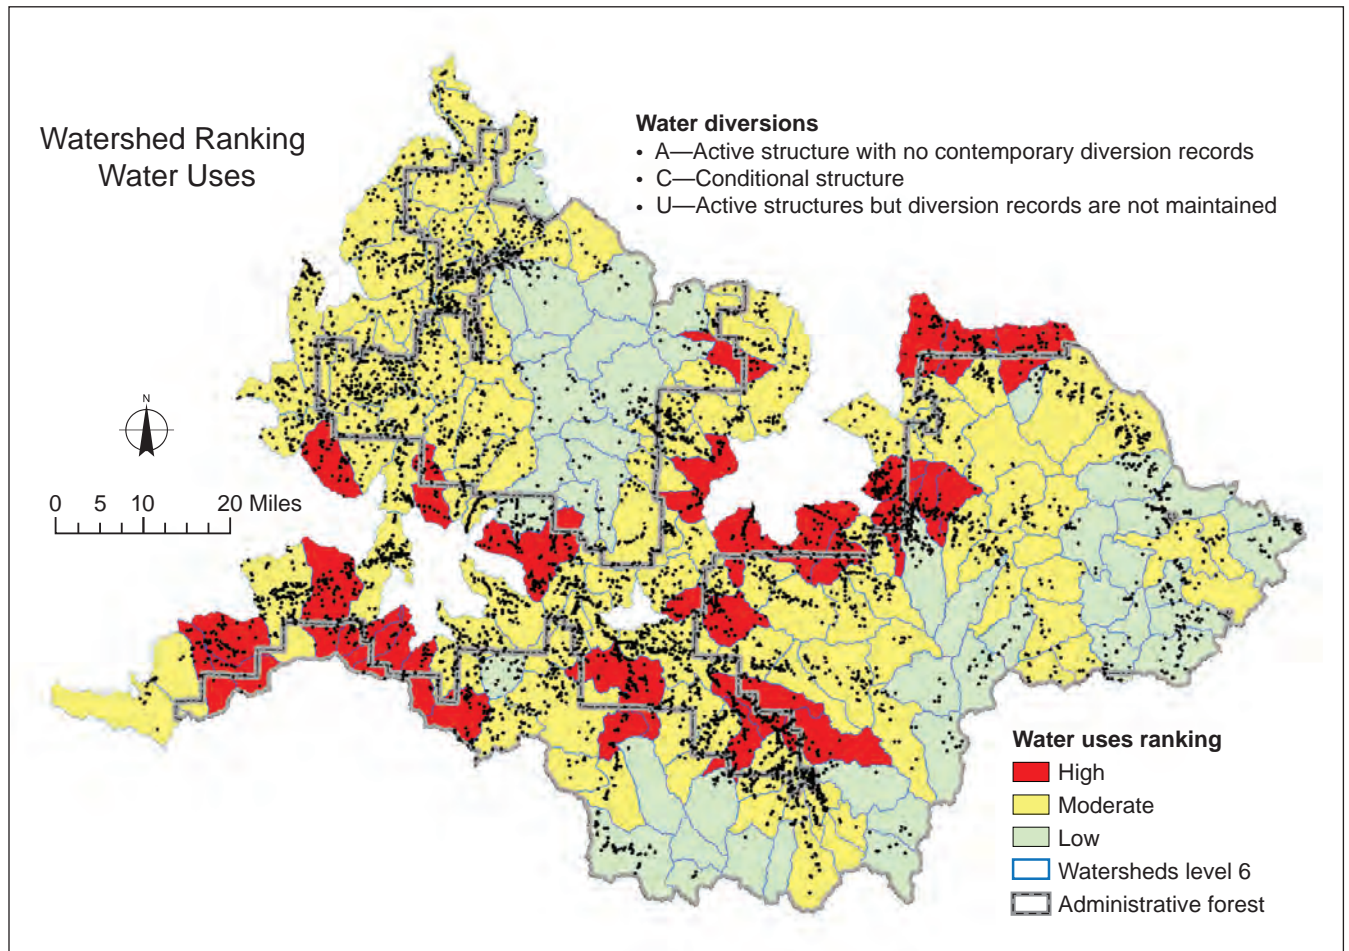 Watershed Ranking
Water Uses
Water diversions
• A—Active structure with no contemporary diversion records
• C—Conditional structure
• U—Active structures but diversion records are not maintained
N
0 5 10 20 Miles
Water uses ranking
High
Moderate
Low
Watersheds level 6
Administrative forest